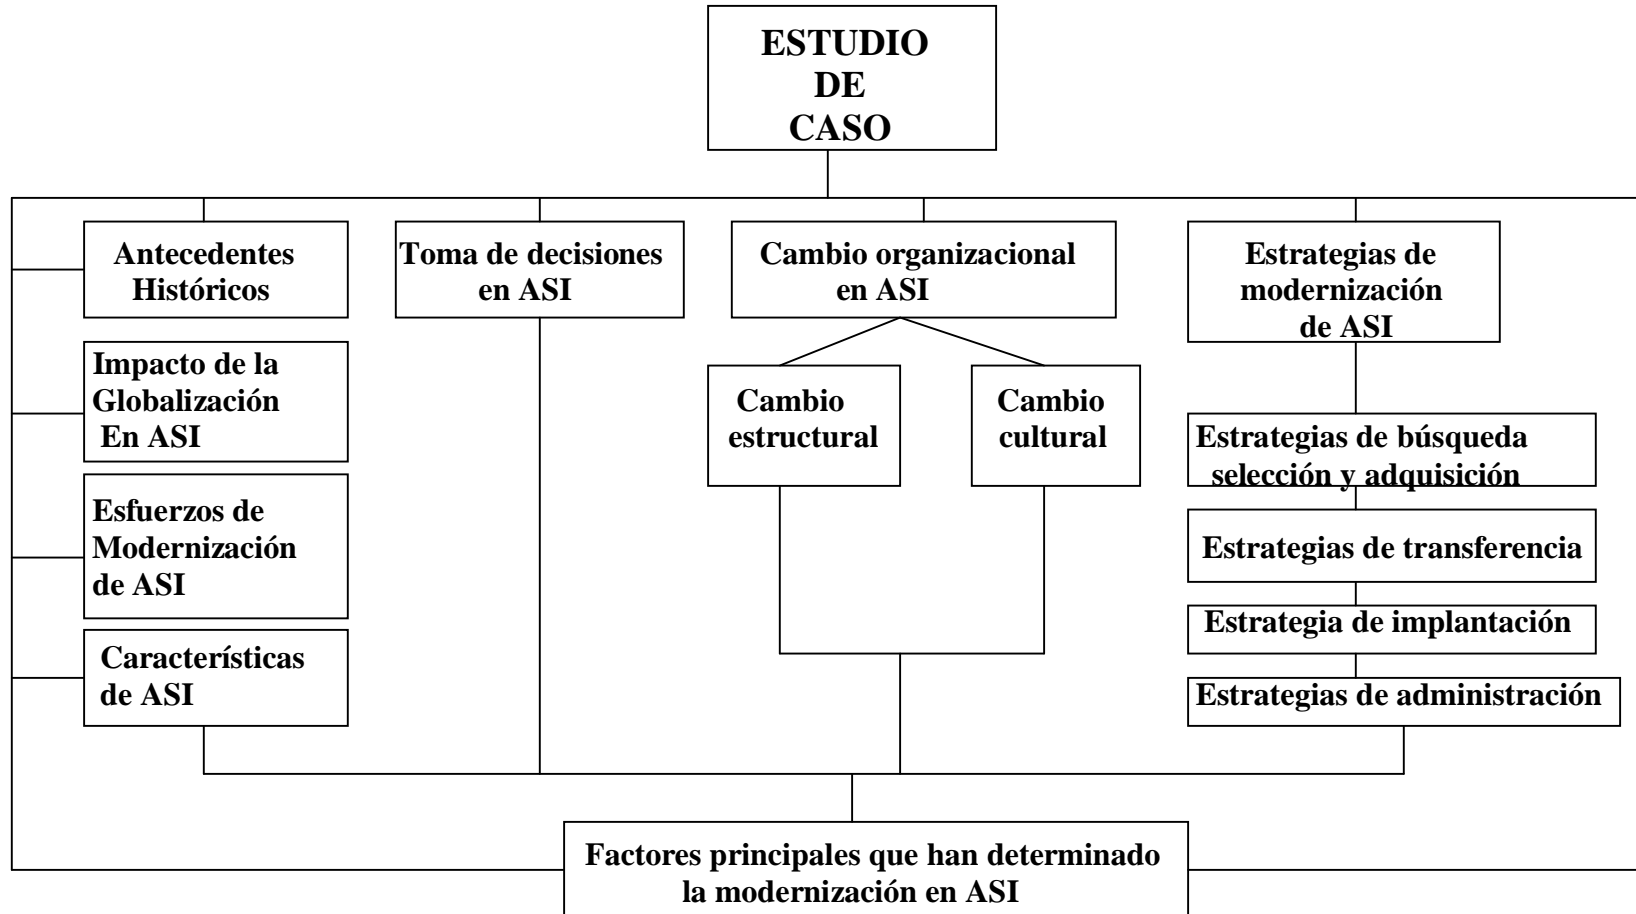 ESTUDIO
DE
CASO
Antecedentes
Históricos
Toma de decisiones
en ASI
Cambio organizacional
en ASI
Estrategias de
modernización
de ASI
Impacto de la
Globalización
En ASI
Esfuerzos de
Modernización
de ASI
Características
de ASI
Cambio
estructural
Cambio
cultural
Estrategias de búsqueda
selección y adquisición
Estrategias de transferencia
Estrategia de implantación
Estrategias de administración
Factores principales que han determinado
la modernización en ASI